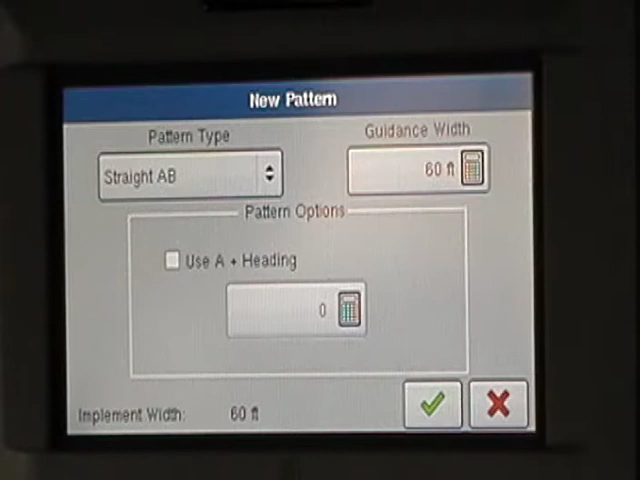 New Pattern
Pattern Type
Guidance Width
Straight AB
60 ft
Pattern Options
Use A + Heading
0
Implement Width: 60 ft